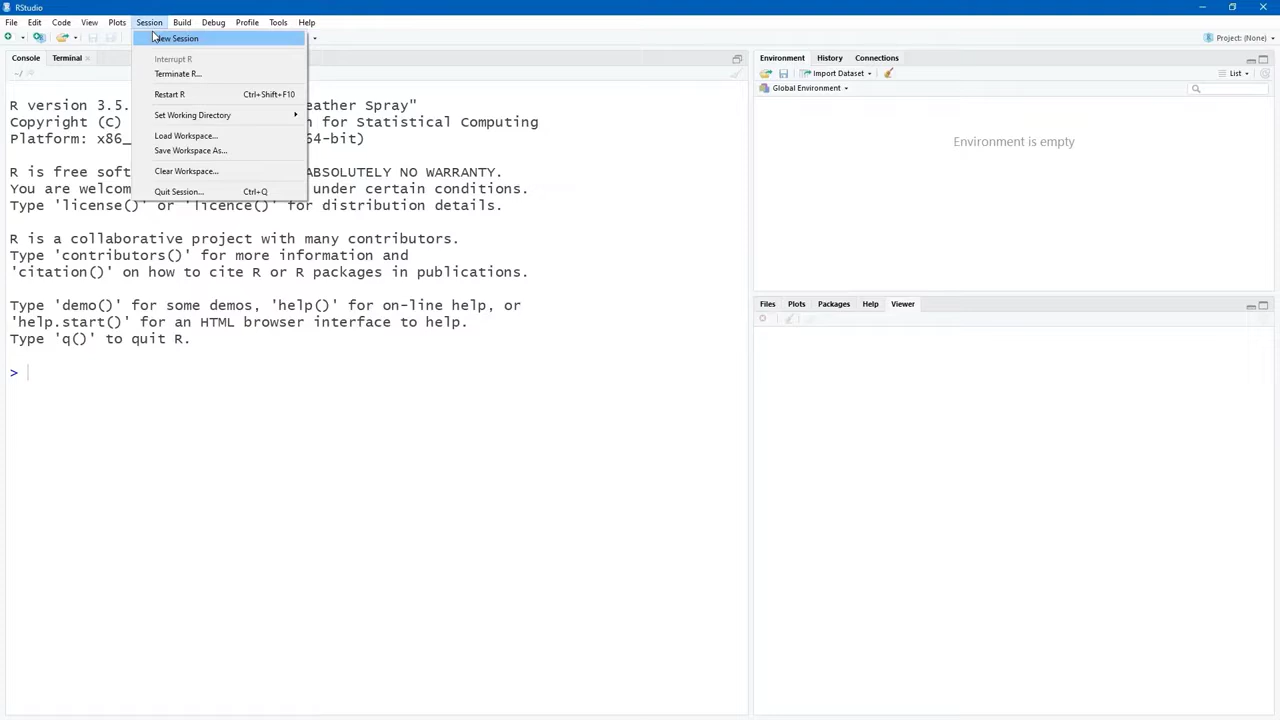 RStudio
File Edit Code View Plots Session Build Debug Profile Tools Help
New Session
Project: (None)
Interrupt R
Terminate R...
Restart R Ctrl+Shift+F10
Set Working Directory
Load Workspace...
Save Workspace As...
Clear Workspace...
Quit Session... Ctrl+Q
Console Terminal
~/
R version 3.5. eather Spray"
Copyright (C) n for Statistical Computing
Platform: x86_ 64-bit)
R is free soft ABSOLUTELY NO WARRANTY.
You are welcom under certain conditions.
Type 'license()' or 'licence()' for distribution details.
R is a collaborative project with many contributors.
Type 'contributors()' for more information and
'citation()' on how to cite R or R packages in publications.
Type 'demo()' for some demos, 'help()' for on-line help, or
'help.start()' for an HTML browser interface to help.
Type 'q()' to quit R.
>
Environment History Connections
Import Dataset List
Global Environment
Environment is empty
Files Plots Packages Help Viewer